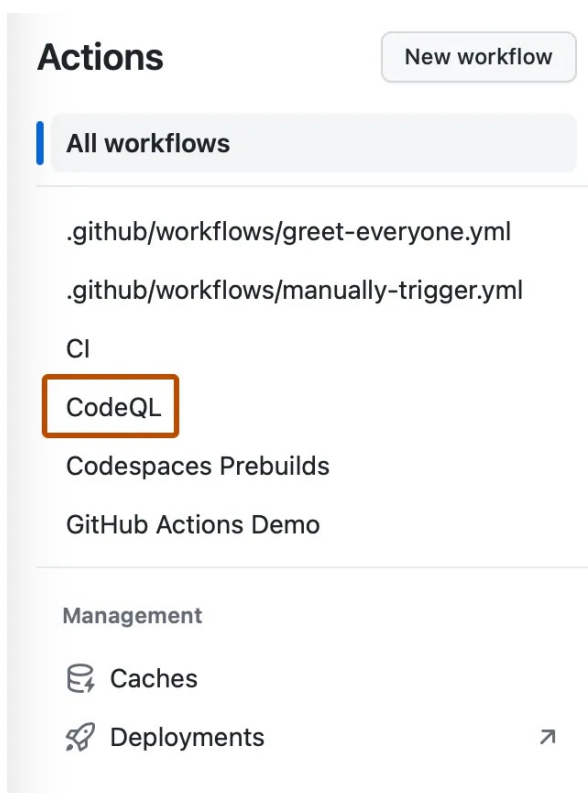 Actions
New workflow
All workflows
.github/workflows/greet-everyone.yml
.github/workflows/manually-trigger.yml
CI
CodeQL
Codespaces Prebuilds
GitHub Actions Demo
Management
Caches
Deployments